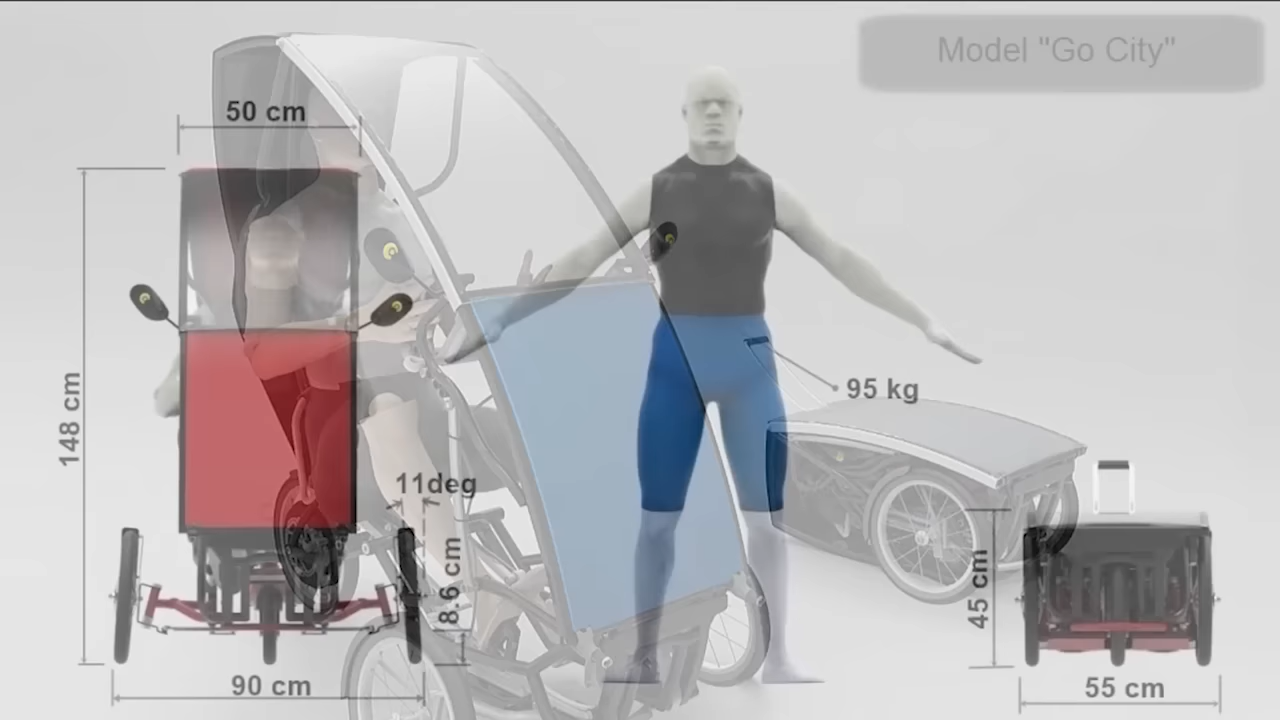 Model "Go City"
50 cm
148 cm
95 kg
11deg
8.6 cm
45 cm
90 cm
55 cm